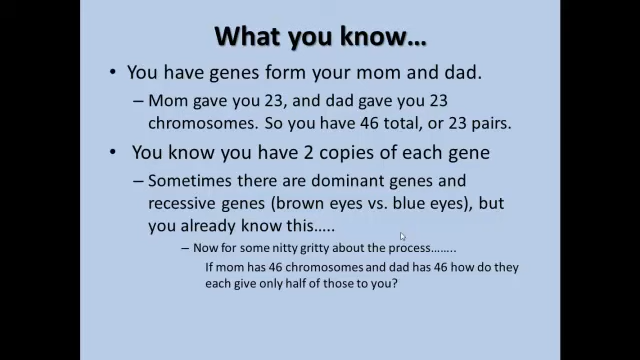 What you know...
• You have genes form your mom and dad.
– Mom gave you 23, and dad gave you 23
chromosomes. So you have 46 total, or 23 pairs.
• You know you have 2 copies of each gene
– Sometimes there are dominant genes and
recessive genes (brown eyes vs. blue eyes), but
you already know this…..
– Now for some nitty gritty about the process……..
If mom has 46 chromosomes and dad has 46 how do they
each give only half of those to you?